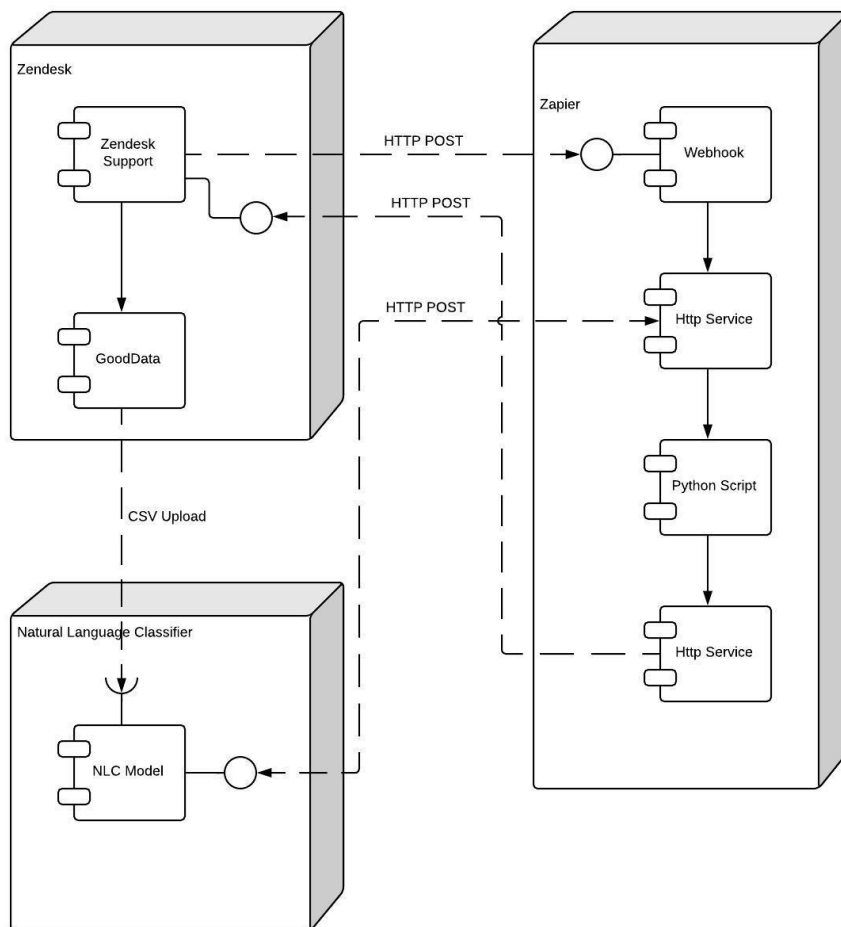 Zendesk
Zendesk
Support
GoodData
CSV Upload
Natural Language Classifier
NLC Model
HTTP POST
HTTP POST
HTTP POST
Zapier
Webhook
Http Service
Python Script
Http Service